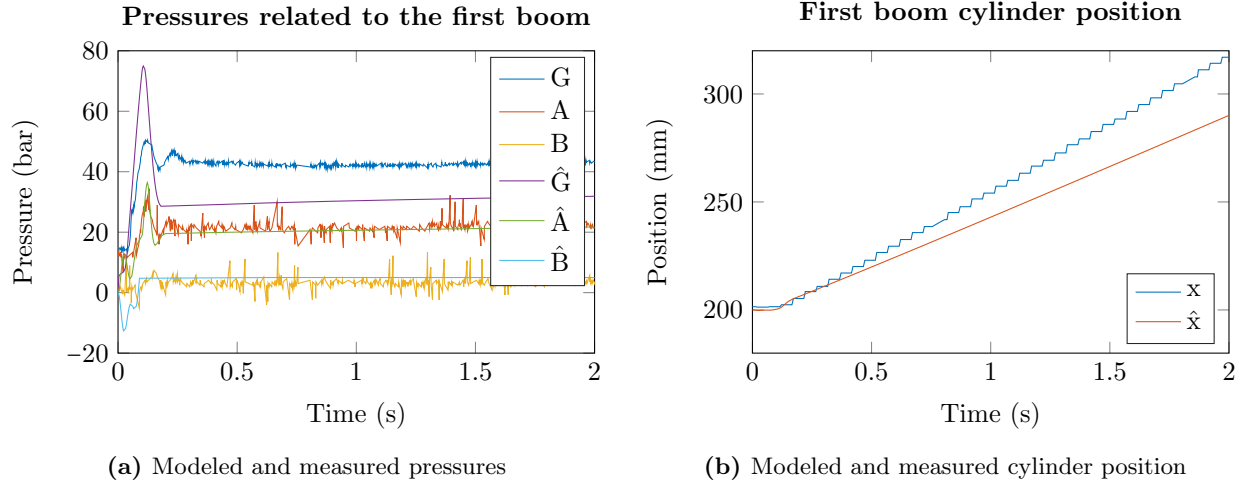 Pressures related to the first boom
80
60
40
20
0
−20
Pressure (bar)
0
0.5
1
1.5
2
Time (s)
G
A
B
Ĝ
Â
B̂
(a) Modeled and measured pressures
First boom cylinder position
300
250
200
Position (mm)
0
0.5
1
1.5
2
Time (s)
x
x̂
(b) Modeled and measured cylinder position